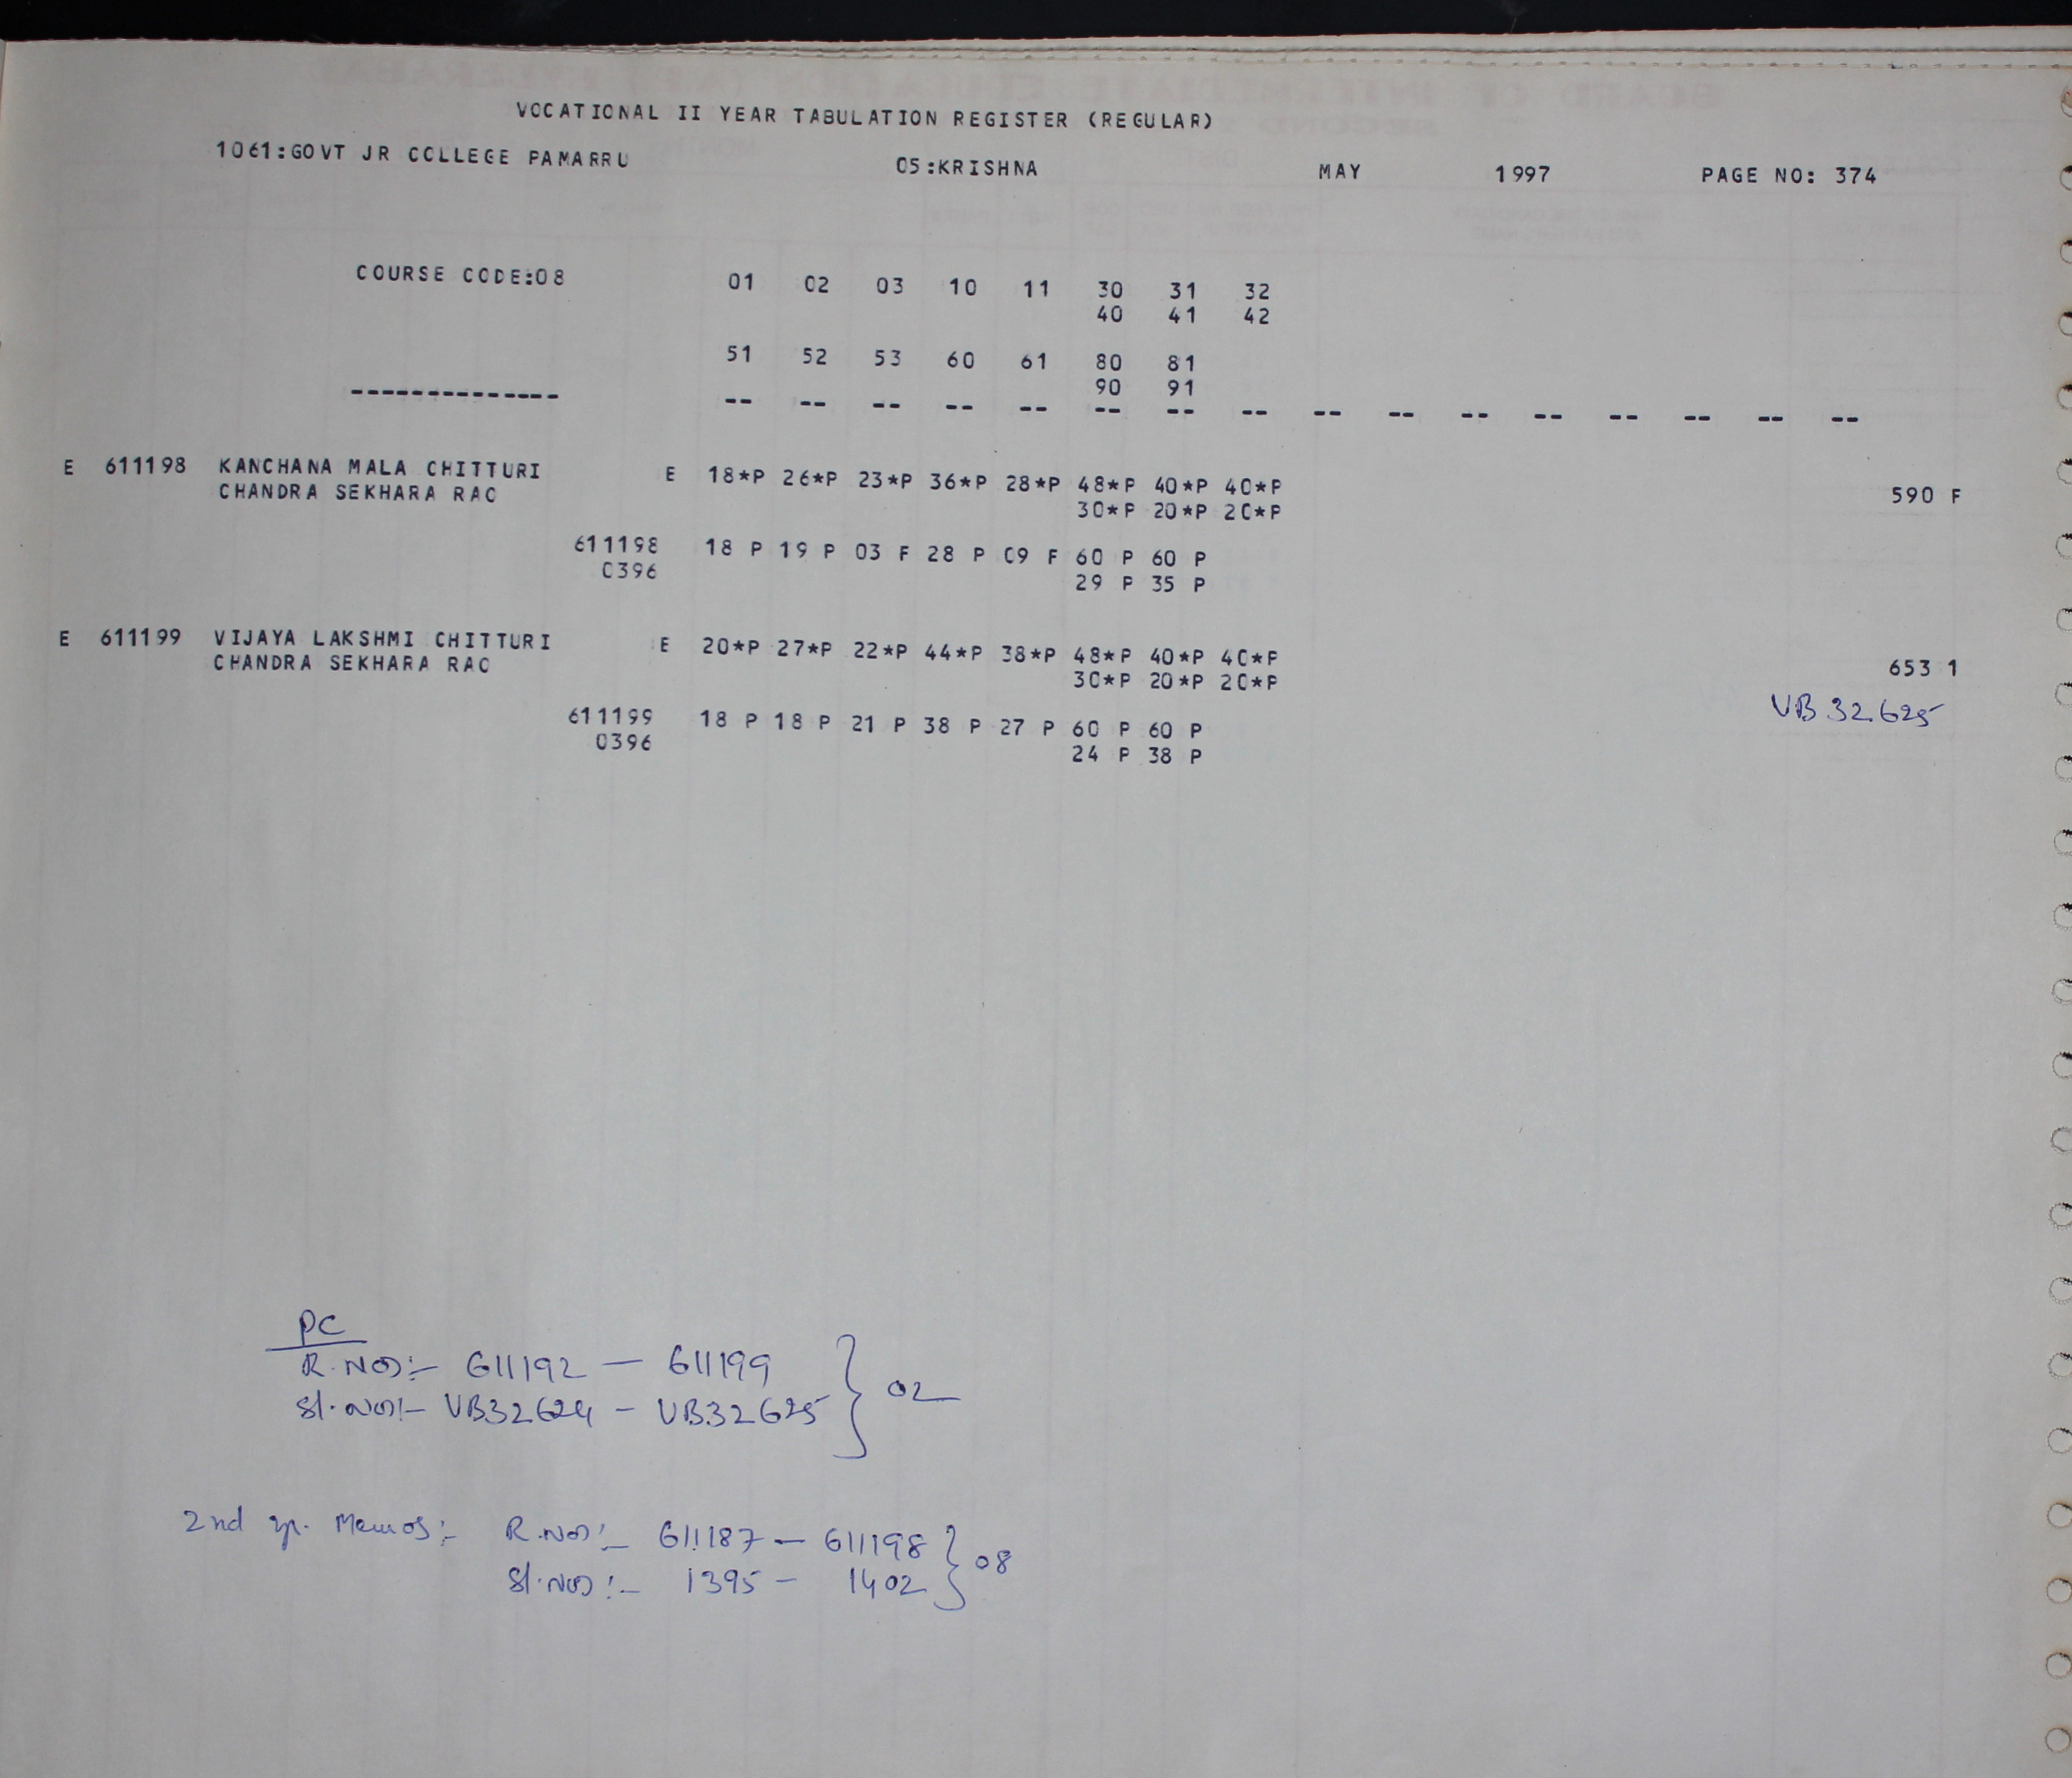 VOCATIONAL II YEAR TABULATION REGISTER (REGULAR)
1061:GOVT JR COLLEGE PAMARRU 05:KRISHNA MAY 1997 PAGE NO: 374
COURSE CODE:08 01 02 03 10 11 30 31 32
40 41 42
51 52 53 60 61 80 81
90 91
-------------- -- -- -- -- -- -- -- -- -- -- -- -- -- -- -- --
E 611198 KANCHANA MALA CHITTURI E 18*P 26*P 23*P 36*P 28*P 48*P 40*P 40*P 590 F
CHANDRA SEKHARA RAO 30*P 20*P 20*P
611198 18 P 19 P 03 F 28 P 09 F 60 P 60 P
0396 29 P 35 P
E 611199 VIJAYA LAKSHMI CHITTURI E 20*P 27*P 22*P 44*P 38*P 48*P 40*P 40*P 653 1
CHANDRA SEKHARA RAO 30*P 20*P 20*P
VB 32625
611199 18 P 18 P 21 P 38 P 27 P 60 P 60 P
0396 24 P 38 P
PC
R.NO:- 611192 - 611199 } 02
Sl.NO:- VB32624 - VB32625
2nd yr. Memos:- R.NO:- 611187 - 611198 } 08
Sl.NO:- 1395 - 1402